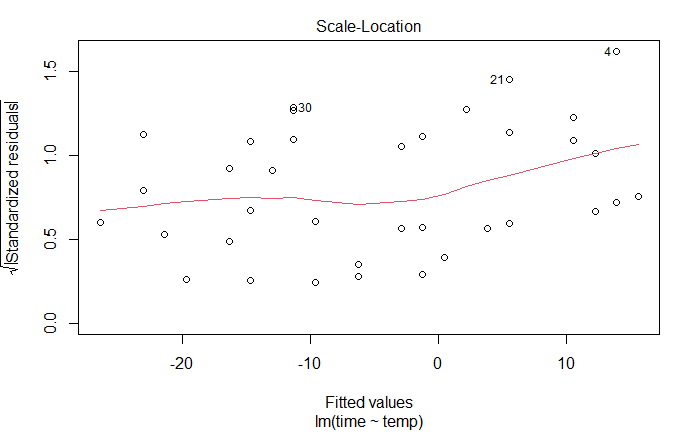 Scale-Location
√|Standardized residuals|
1.5
1.0
0.5
0.0
4
21
30
-20
-10
0
10
Fitted values
lm(time ~ temp)